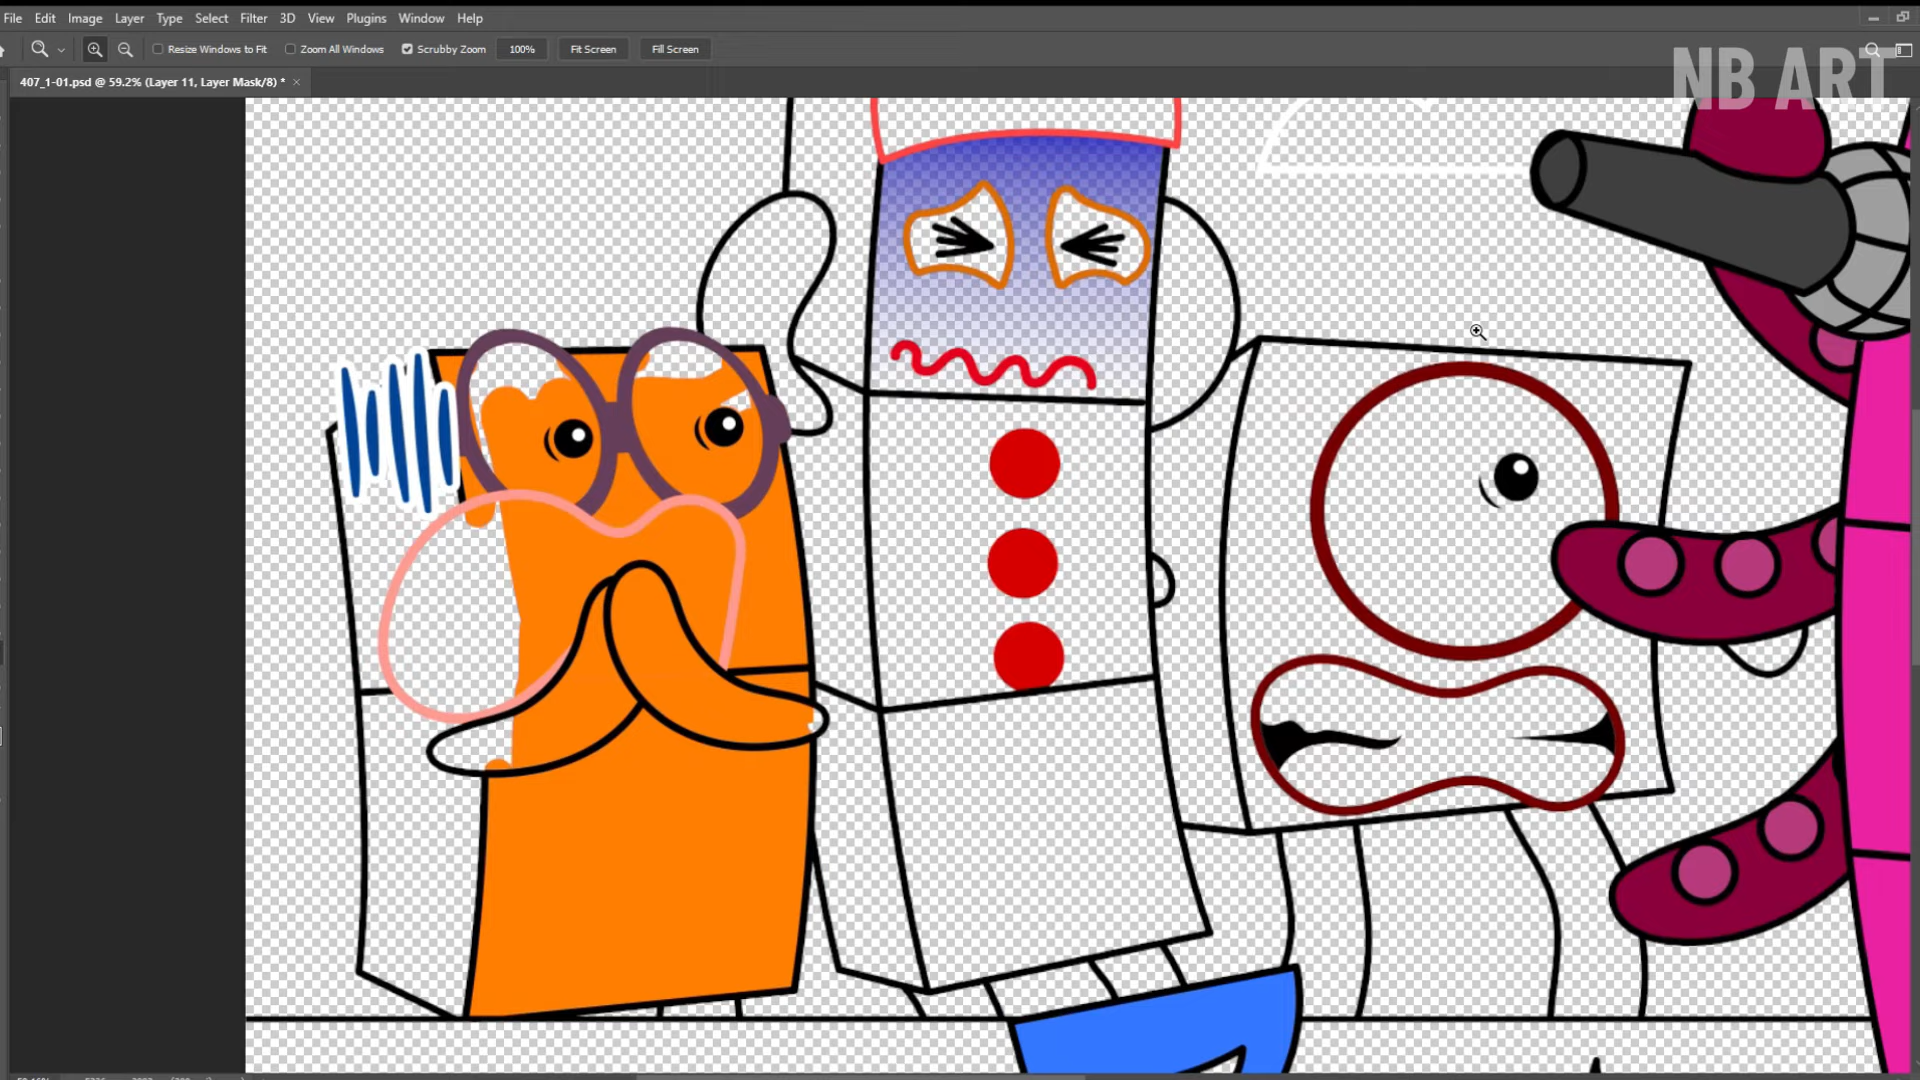 File Edit Image Layer Type Select Filter 3D View Plugins Window Help
Resize Windows to Fit Zoom All Windows Scrubby Zoom 100% Fit Screen Fill Screen
NB ART
407_1-01.psd @ 59.2% (Layer 11, Layer Mask/8) * ×